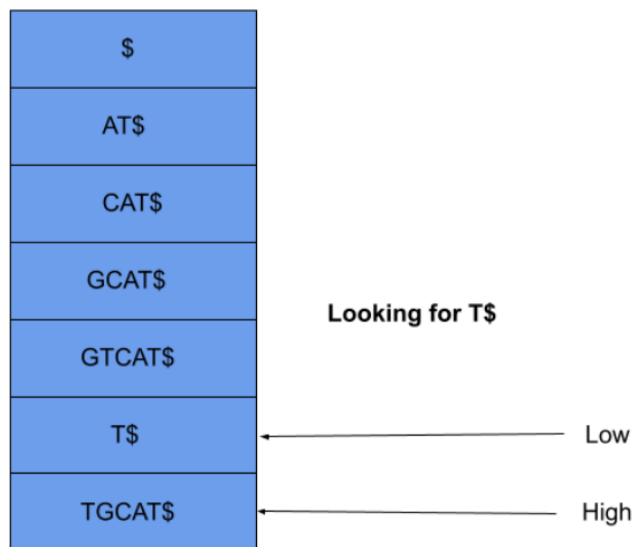 $
AT$
CAT$
GCAT$
Looking for T$
GTCAT$
T$
Low
TGCAT$
High